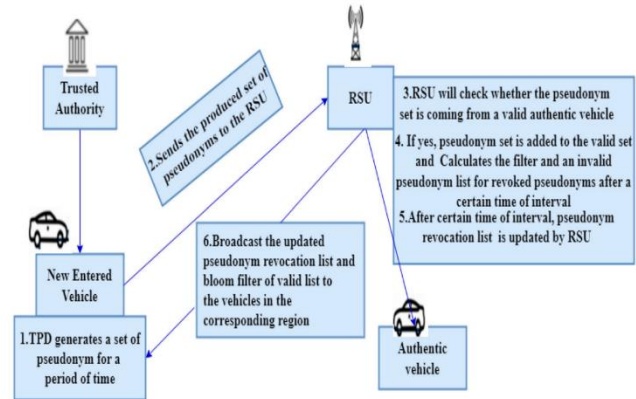 Trusted
Authority
RSU
2.Sends the produced set of
pseudonyms to the RSU
3.RSU will check whether the pseudonym
set is coming from a valid authentic vehicle
4. If yes, pseudonym set is added to the valid set
and Calculates the filter and an invalid
pseudonym list for revoked pseudonyms after a
certain time of interval
5.After certain time of interval, pseudonym
revocation list is updated by RSU
New Entered
Vehicle
6.Broadcast the updated
pseudonym revocation list and
bloom filter of valid list to
the vehicles in the
corresponding region
1.TPD generates a set of
pseudonym for a
period of time
Authentic
vehicle